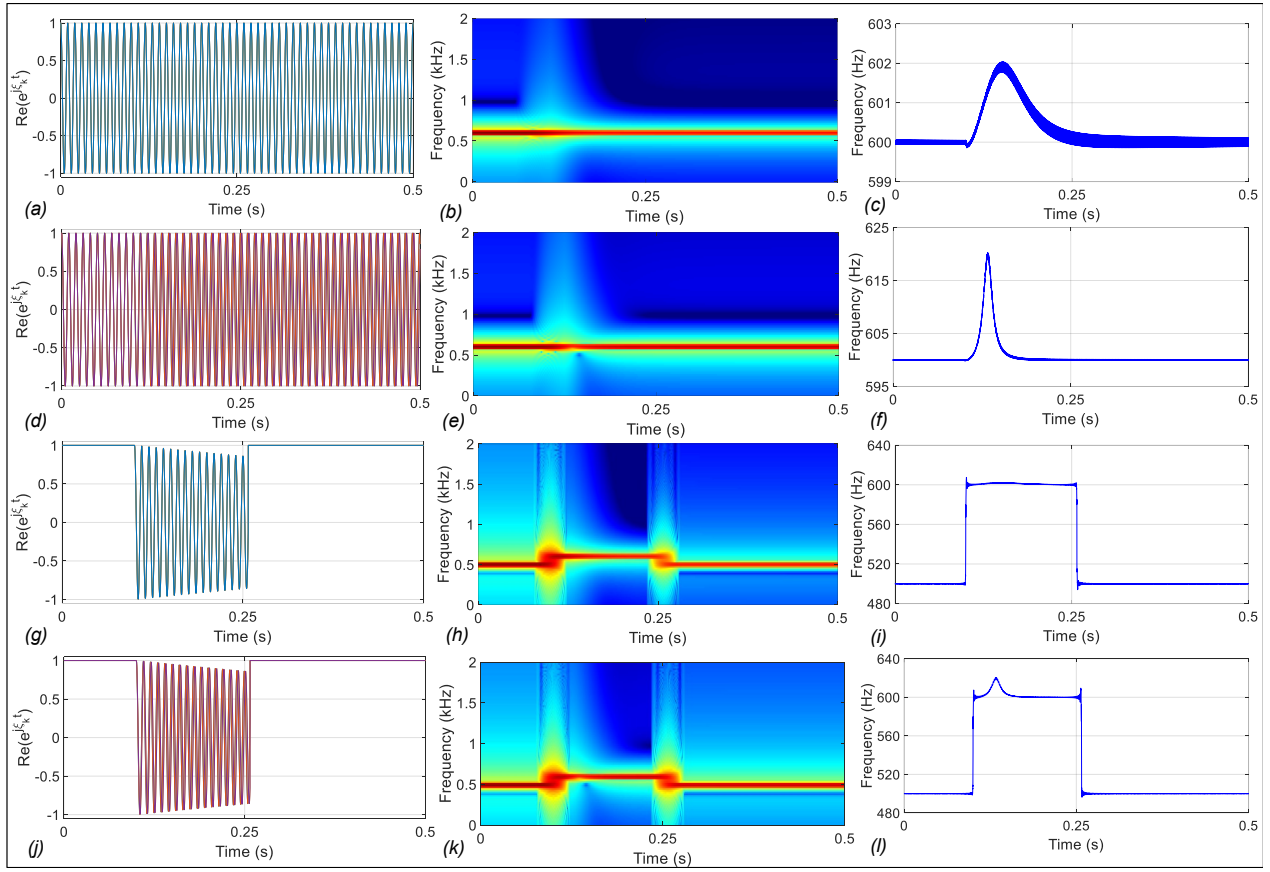 Re(e^{jξ_k t})
1
0.5
0
-0.5
-1
0
0.25
0.5
Time (s)
(a)
Frequency (kHz)
2
1.5
1
0.5
0
0
0.25
0.5
Time (s)
(b)
Frequency (Hz)
603
602
601
600
599
0
0.25
0.5
Time (s)
(c)
Re(e^{jξ_k t})
1
0.5
0
-0.5
-1
0
0.25
0.5
Time (s)
(d)
Frequency (kHz)
2
1.5
1
0.5
0
0
0.25
0.5
Time (s)
(e)
Frequency (Hz)
625
615
605
595
0
0.25
0.5
Time (s)
(f)
Re(e^{jξ_k t})
1
0.5
0
-0.5
-1
0
0.25
0.5
Time (s)
(g)
Frequency (kHz)
2
1.5
1
0.5
0
0
0.25
0.5
Time (s)
(h)
Frequency (Hz)
640
600
560
520
480
0
0.25
0.5
Time (s)
(i)
Re(e^{jξ_k t})
1
0.5
0
-0.5
-1
0
0.25
0.5
Time (s)
(j)
Frequency (kHz)
2
1.5
1
0.5
0
0
0.25
0.5
Time (s)
(k)
Frequency (Hz)
640
600
560
520
480
0
0.25
0.5
Time (s)
(l)